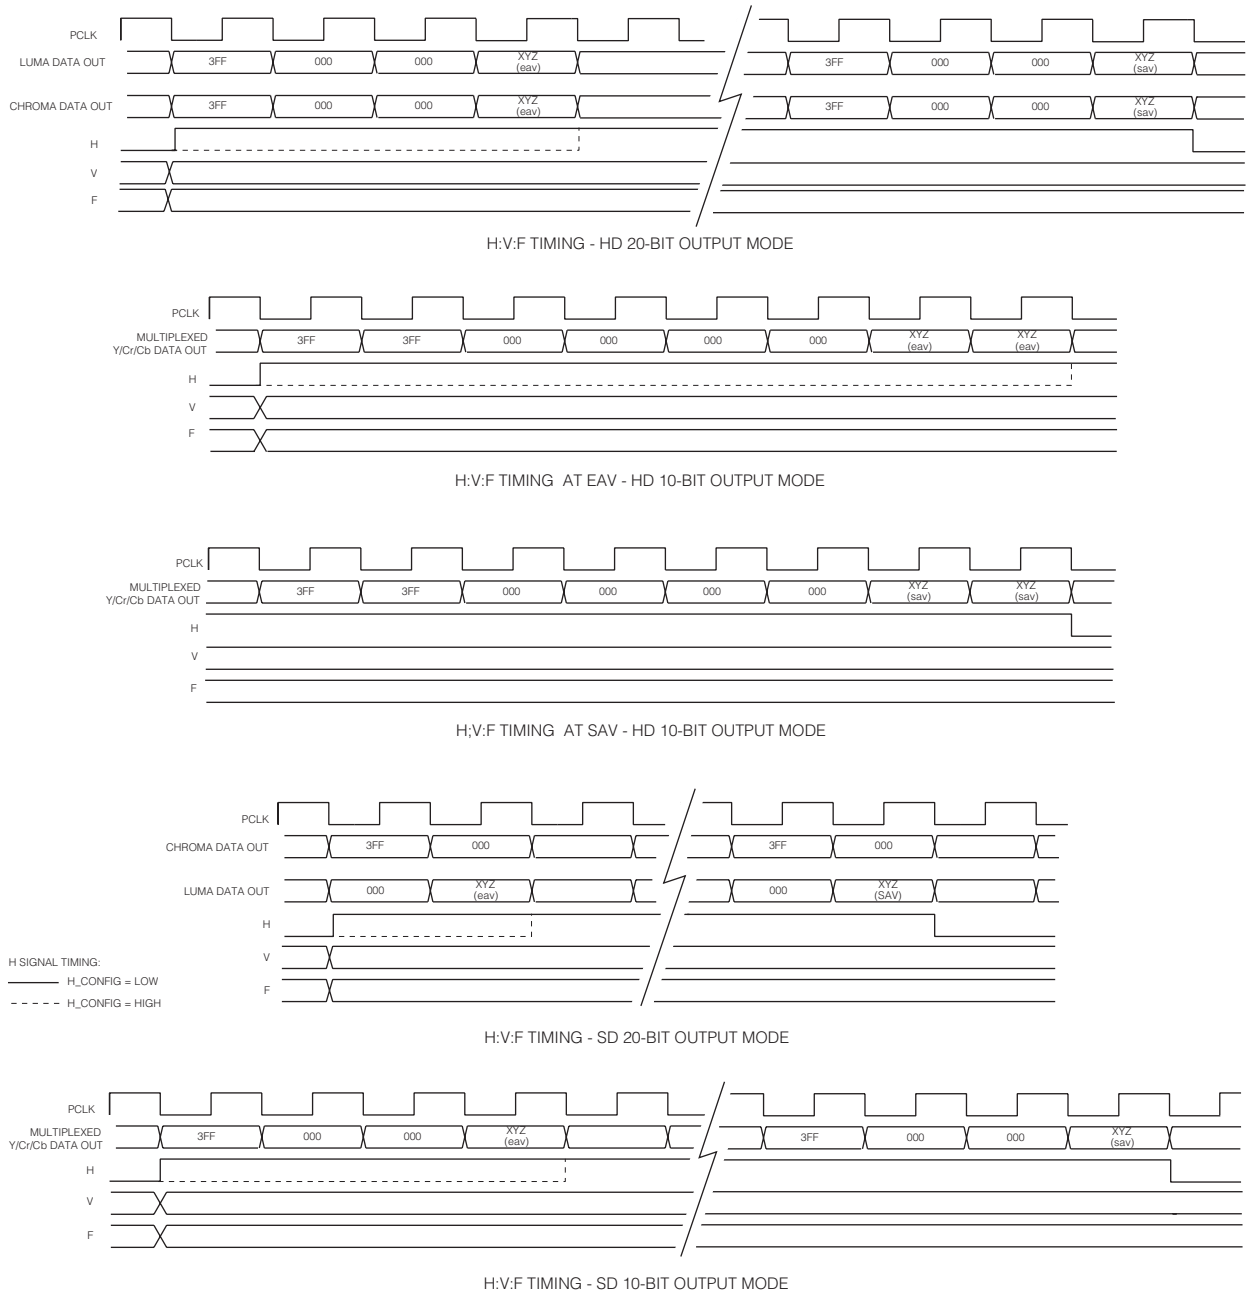 PCLK
LUMA DATA OUT 3FF 000 000 XYZ (eav) 3FF 000 000 XYZ (sav)
CHROMA DATA OUT 3FF 000 000 XYZ (eav) 3FF 000 000 XYZ (sav)
H
V
F
H:V:F TIMING - HD 20-BIT OUTPUT MODE
PCLK
MULTIPLEXED
Y/Cr/Cb DATA OUT 3FF 3FF 000 000 000 000 XYZ (eav) XYZ (eav)
H
V
F
H:V:F TIMING AT EAV - HD 10-BIT OUTPUT MODE
PCLK
MULTIPLEXED
Y/Cr/Cb DATA OUT 3FF 3FF 000 000 000 000 XYZ (sav) XYZ (sav)
H
V
F
H;V:F TIMING AT SAV - HD 10-BIT OUTPUT MODE
PCLK
CHROMA DATA OUT 3FF 000 3FF 000
LUMA DATA OUT 000 XYZ (eav) 000 XYZ (SAV)
H
V
F
H SIGNAL TIMING:
H_CONFIG = LOW
H_CONFIG = HIGH
H:V:F TIMING - SD 20-BIT OUTPUT MODE
PCLK
MULTIPLEXED
Y/Cr/Cb DATA OUT 3FF 000 000 XYZ (eav) 3FF 000 000 XYZ (sav)
H
V
F
H:V:F TIMING - SD 10-BIT OUTPUT MODE